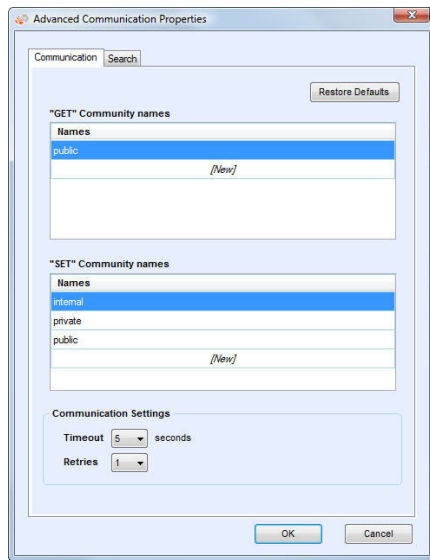 Advanced Communication Properties
Communication Search
Restore Defaults
"GET" Community names
Names
public
[New]
"SET" Community names
Names
internal
private
public
[New]
Communication Settings
Timeout 5 seconds
Retries 1
OK Cancel